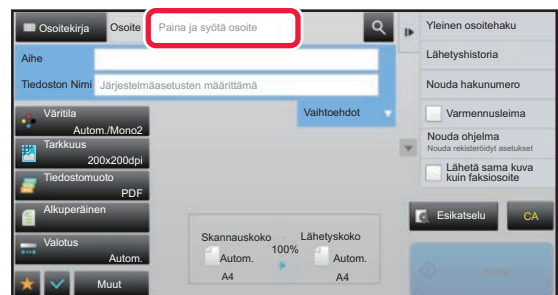 Osoitekirja
Osoite
Paina ja syötä osoite
Aihe
Tiedoston Nimi
Järjestelmäasetusten määrittämä
Vaihtoehdot
Väritila
Autom./Mono2
Tarkkuus
200x200dpi
Tiedostomuoto
PDF
Alkuperäinen
Valotus
Autom.
Muut
Skannauskoko
Autom.
A4
100%
Lähetyskoko
Autom.
A4
Yleinen osoitehaku
Lähetyshistoria
Nouda hakunumero
Varmennusleima
Nouda ohjelma
Nouda rekisteröidyt asetukset
Lähetä sama kuva
kuin faksiosoite
Esikatselu
CA